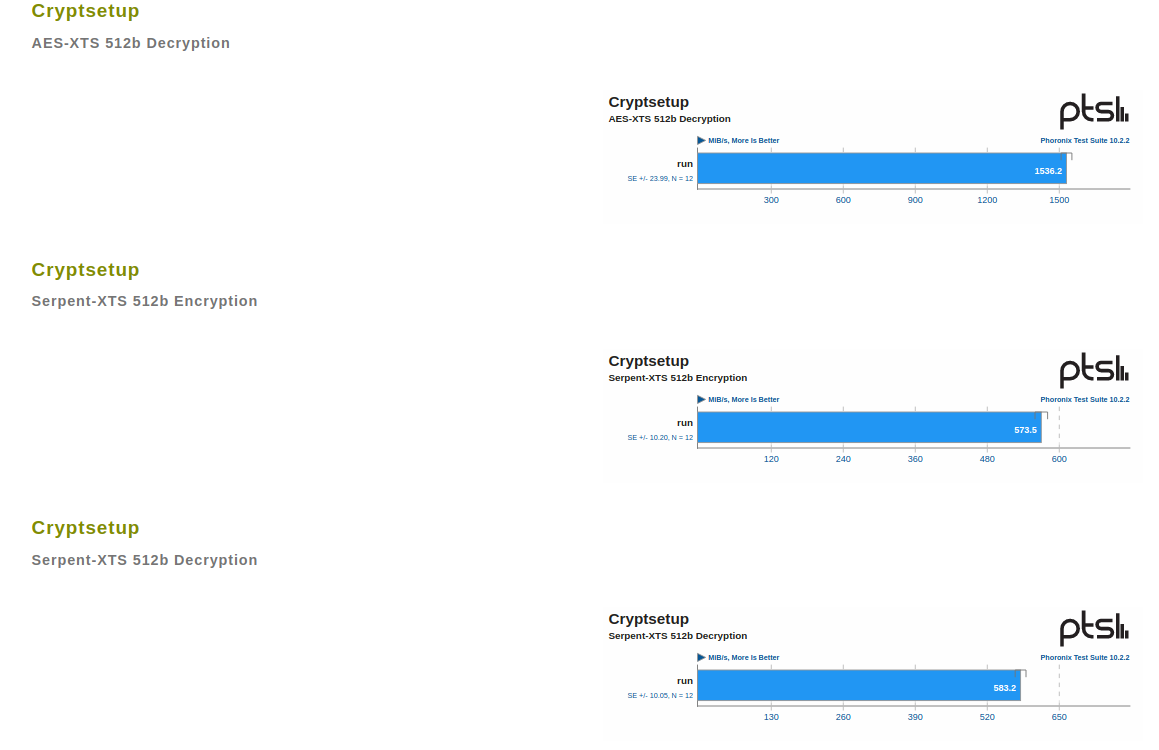 Cryptsetup
AES-XTS 512b Decryption
Cryptsetup
AES-XTS 512b Decryption
ptsl
MiB/s, More Is Better
Phoronix Test Suite 10.2.2
run
SE +/- 23.99, N = 12
1536.2
300 600 900 1200 1500
Cryptsetup
Serpent-XTS 512b Encryption
Cryptsetup
Serpent-XTS 512b Encryption
ptsl
MiB/s, More Is Better
Phoronix Test Suite 10.2.2
run
SE +/- 10.20, N = 12
573.5
120 240 360 480 600
Cryptsetup
Serpent-XTS 512b Decryption
Cryptsetup
Serpent-XTS 512b Decryption
ptsl
MiB/s, More Is Better
Phoronix Test Suite 10.2.2
run
SE +/- 10.05, N = 12
583.2
130 260 390 520 650